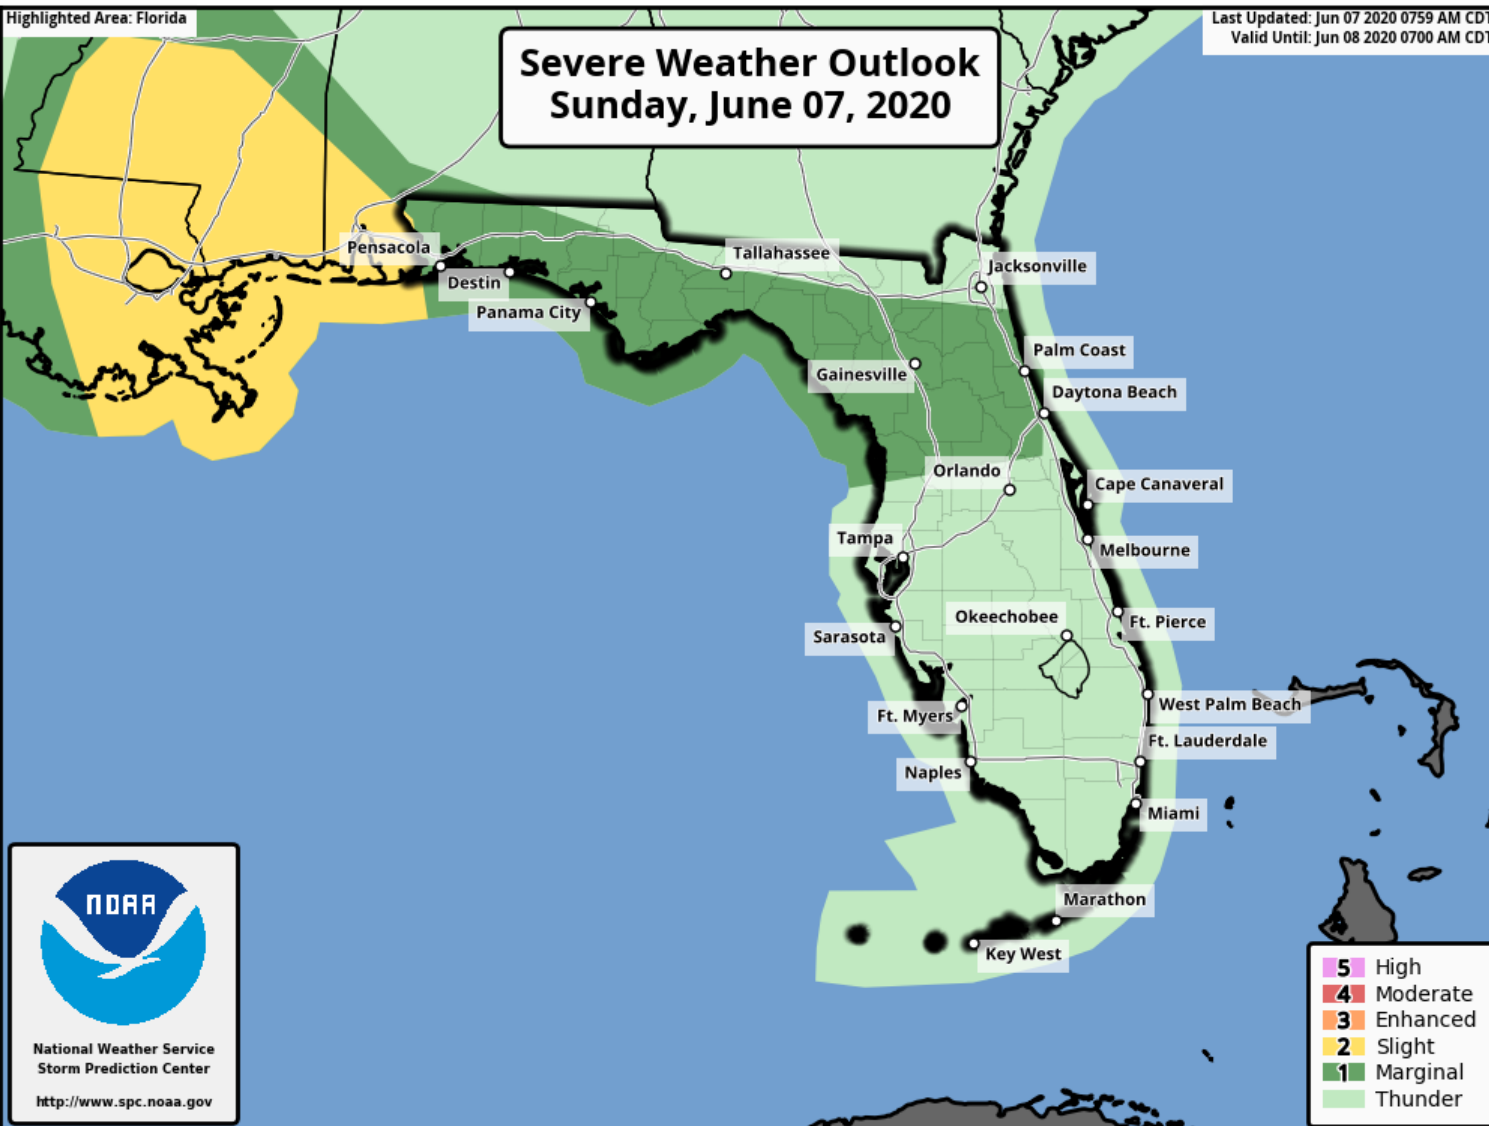 Highlighted Area: Florida
Last Updated: Jun 07 2020 0759 AM CDT
Valid Until: Jun 08 2020 0700 AM CDT
Severe Weather Outlook
Sunday, June 07, 2020
Pensacola
Tallahassee
Jacksonville
Destin
Panama City
Palm Coast
Gainesville
Daytona Beach
Orlando
Cape Canaveral
Tampa
Melbourne
Okeechobee
Ft. Pierce
Sarasota
West Palm Beach
Ft. Myers
Ft. Lauderdale
Naples
Miami
Marathon
Key West
NOAA
National Weather Service
Storm Prediction Center
http://www.spc.noaa.gov
5 High
4 Moderate
3 Enhanced
2 Slight
1 Marginal
Thunder